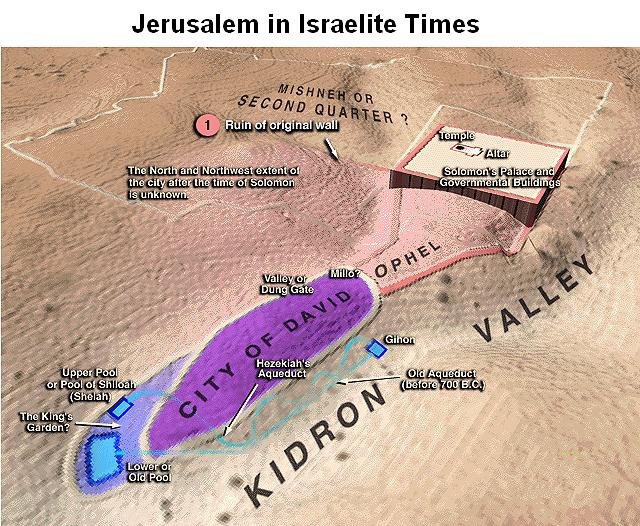 Jerusalem in Israelite Times
MISHNEH OR
SECOND QUARTER ?
1 Ruin of original wall
Temple
Altar
The North and Northwest extent of
the city after the time of Solomon
is unknown.
Solomon's Palace and
Governmental Buildings
OPHEL
Millo?
Valley or
Dung Gate
VALLEY
CITY OF DAVID
Gihon
Hezekiah's
Aqueduct
Old Aqueduct
(before 700 B.C.)
Upper Pool
or Pool of Shiloah
(Shelah)
The King's
Garden?
KIDRON
Lower or
Old Pool